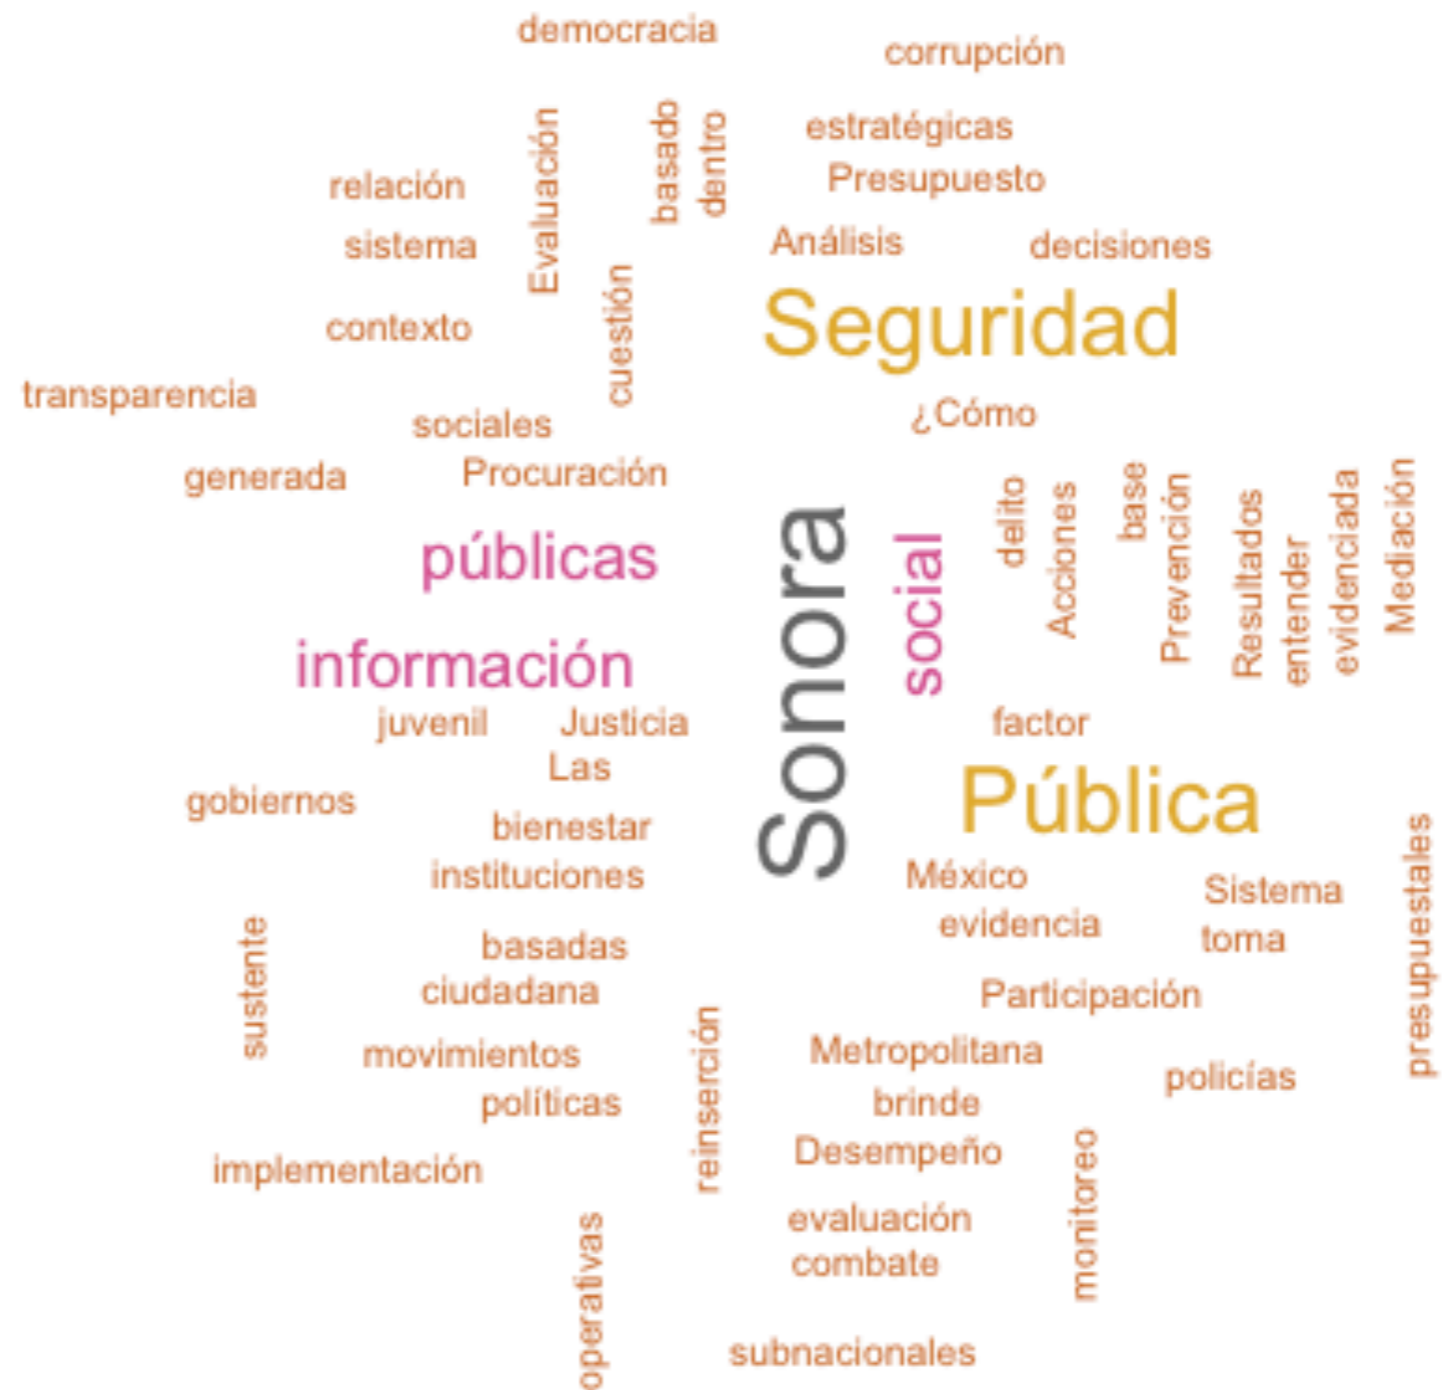 democracia
corrupción
estratégicas
Presupuesto
Evaluación
basado
dentro
relación
sistema
Análisis
decisiones
Seguridad
cuestión
contexto
transparencia
sociales
¿Cómo
generada
Procuración
públicas
información
Sonora
social
delito
Acciones
base
Prevención
Resultados
entender
evidenciada
Mediación
juvenil
Justicia
factor
Las
gobiernos
Pública
bienestar
instituciones
México
Sistema
evidencia
toma
presupuestales
sustente
basadas
ciudadana
Participación
movimientos
Metropolitana
policías
políticas
brinde
reinserción
Desempeño
implementación
monitoreo
evaluación
combate
operativas
subnacionales